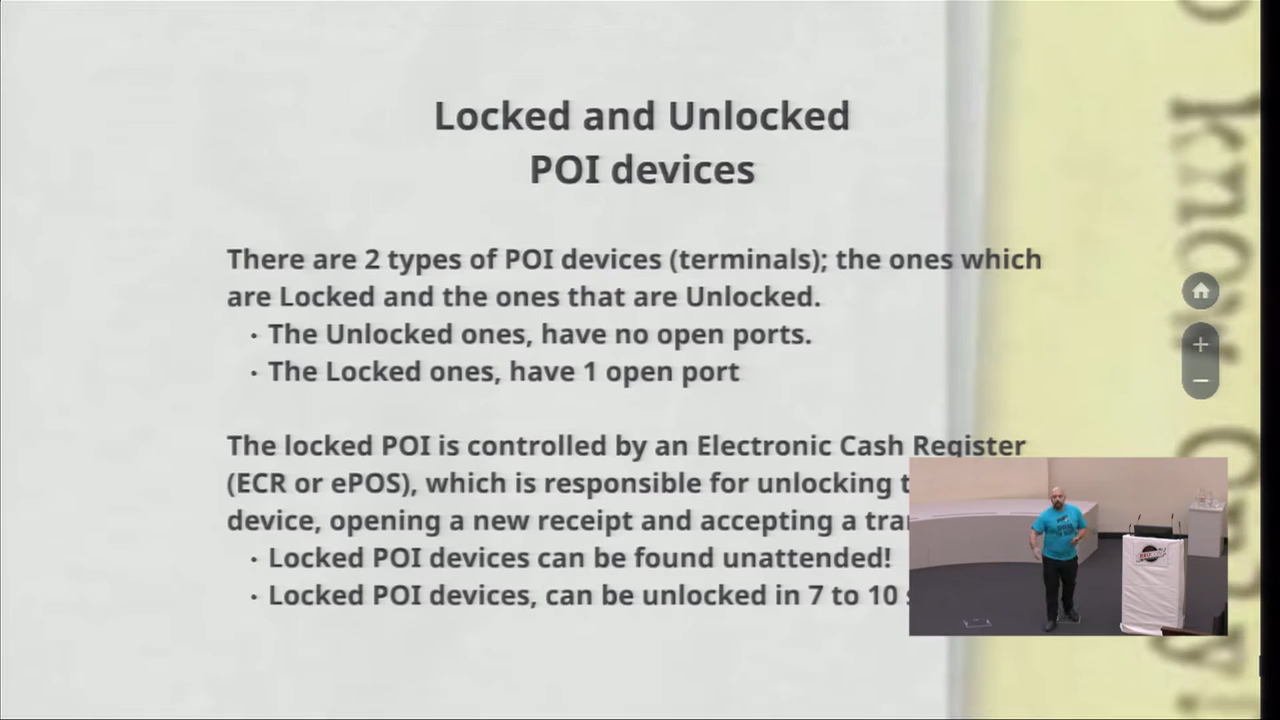 Locked and Unlocked
POI devices
There are 2 types of POI devices (terminals); the ones which
are Locked and the ones that are Unlocked.
· The Unlocked ones, have no open ports.
· The Locked ones, have 1 open port
The locked POI is controlled by an Electronic Cash Register
(ECR or ePOS), which is responsible for unlocking
device, opening a new receipt and accepting a
· Locked POI devices can be found unattended!
· Locked POI devices, can be unlocked in 7 to 10
know